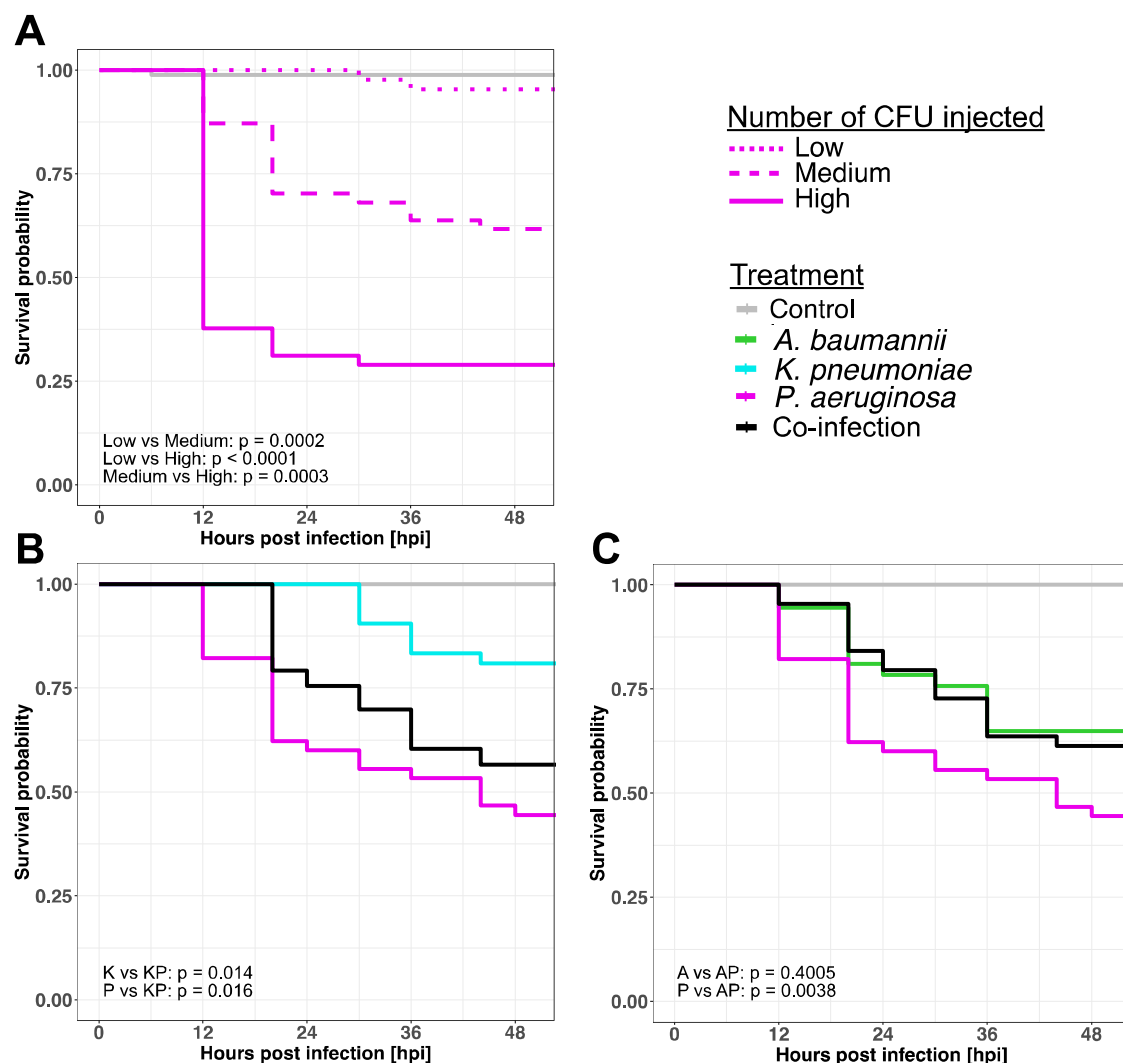 A
1.00
0.75
0.50
0.25
0.00
Survival probability
Low vs Medium: p = 0.0002
Low vs High: p < 0.0001
Medium vs High: p = 0.0003
0 12 24 36 48
Hours post infection [hpi]
Number of CFU injected
Low
Medium
High
Treatment
Control
A. baumannii
K. pneumoniae
P. aeruginosa
Co-infection
B
1.00
0.75
0.50
0.25
0.00
Survival probability
K vs KP: p = 0.014
P vs KP: p = 0.016
0 12 24 36 48
Hours post infection [hpi]
C
1.00
0.75
0.50
0.25
0.00
Survival probability
A vs AP: p = 0.4005
P vs AP: p = 0.0038
0 12 24 36 48
Hours post infection [hpi]